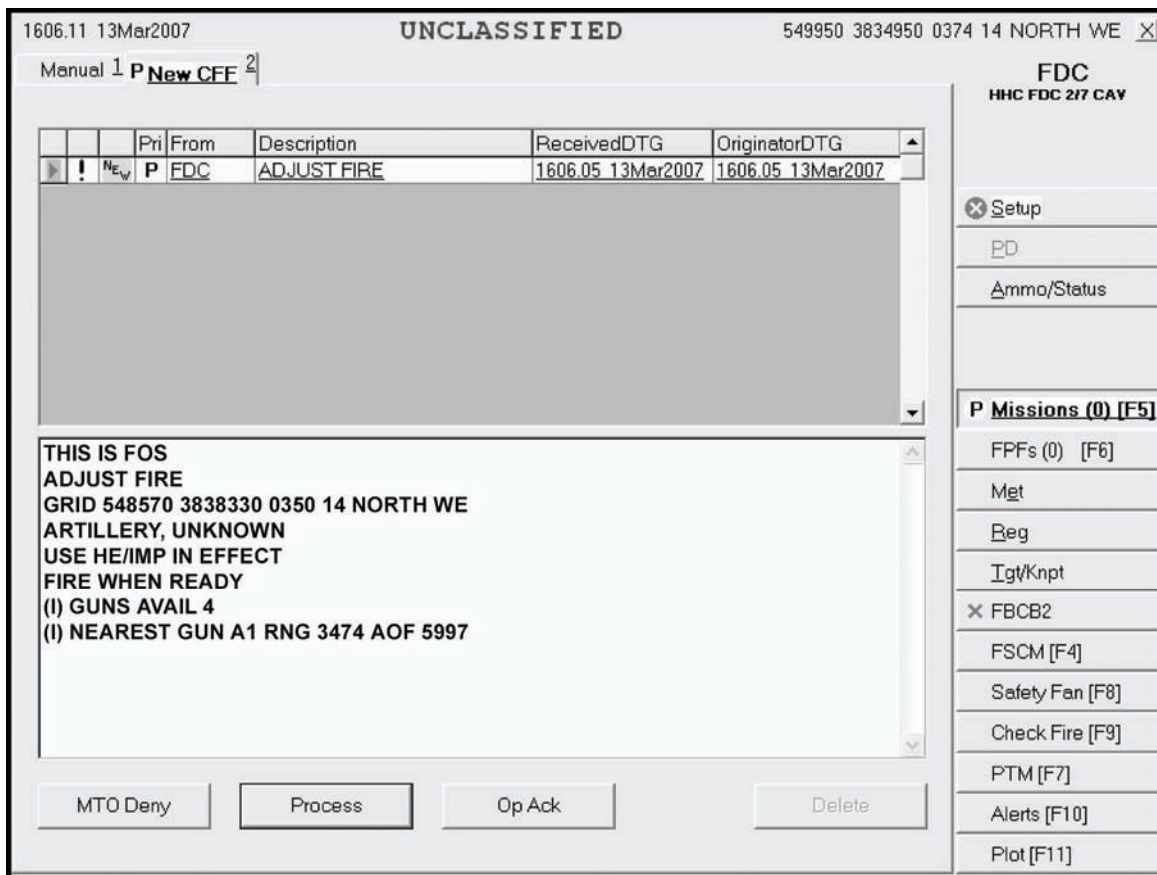 1606.11 13Mar2007 UNCLASSIFIED 549950 3834950 0374 14 NORTH WE X
Manual 1 P New CFF 2
FDC
HHC FDC 2/7 CAV
Pri From Description ReceivedDTG OriginatorDTG
! NEW P FDC ADJUST FIRE 1606.05 13Mar2007 1606.05 13Mar2007
Setup
PD
Ammo/Status
P Missions (0) [F5]
FPFs (0) [F6]
Met
Reg
Tgt/Knpt
FBCB2
FSCM [F4]
Safety Fan [F8]
Check Fire [F9]
PTM [F7]
Alerts [F10]
Plot [F11]
THIS IS FOS
ADJUST FIRE
GRID 548570 3838330 0350 14 NORTH WE
ARTILLERY, UNKNOWN
USE HE/IMP IN EFFECT
FIRE WHEN READY
(I) GUNS AVAIL 4
(I) NEAREST GUN A1 RNG 3474 AOF 5997
MTO Deny Process Op Ack Delete